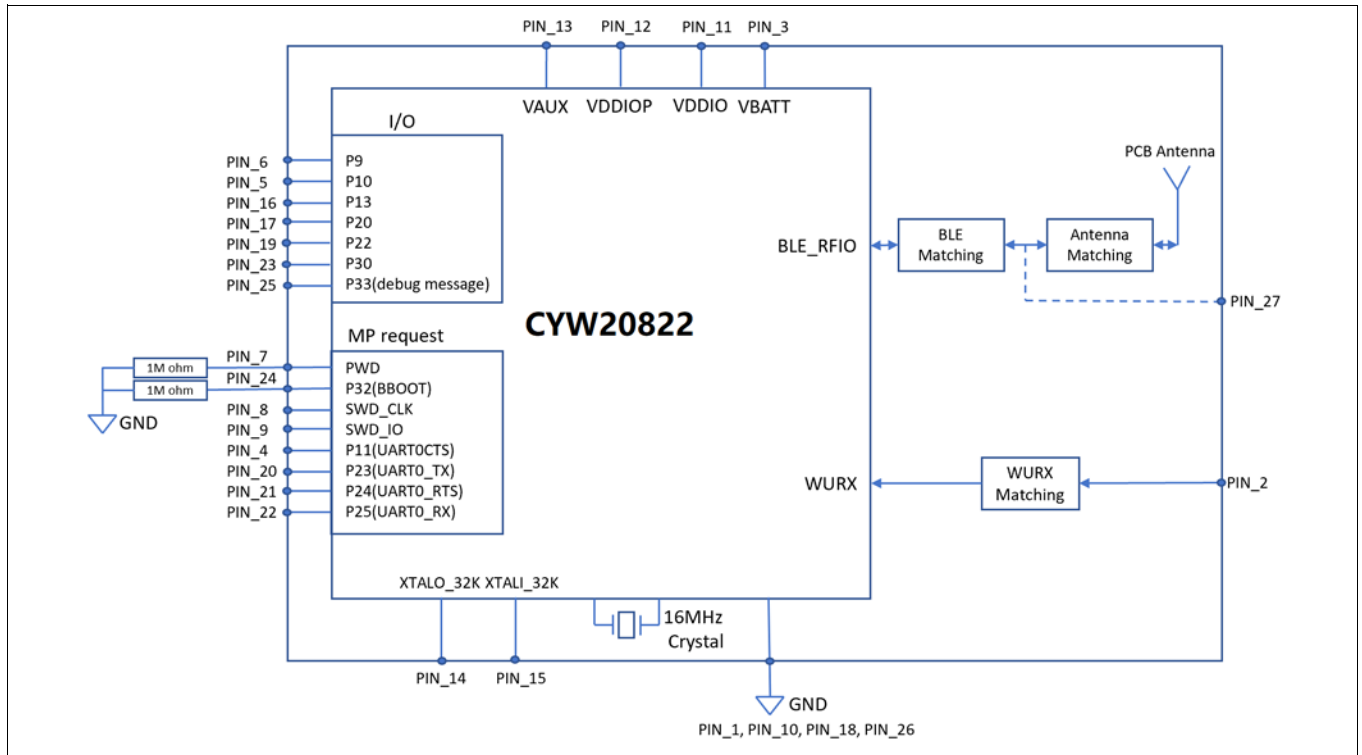 PIN_13 PIN_12 PIN_11 PIN_3
VAUX VDDIOP VDDIO VBATT
I/O
PIN_6 P9
PIN_5 P10
PIN_16 P13
PIN_17 P20
PIN_19 P22
PIN_23 P30
PIN_25 P33(debug message)
PCB Antenna
BLE_RFIO
BLE
Matching
Antenna
Matching
PIN_27
CYW20822
MP request
PIN_7 PWD
1M ohm
PIN_24 P32(BBOOT)
1M ohm
GND
PIN_8 SWD_CLK
PIN_9 SWD_IO
PIN_4 P11(UART0CTS)
PIN_20 P23(UART0_TX)
PIN_21 P24(UART0_RTS)
PIN_22 P25(UART0_RX)
WURX
WURX
Matching
PIN_2
XTALO_32K XTALI_32K
16MHz
Crystal
PIN_14 PIN_15
GND
PIN_1, PIN_10, PIN_18, PIN_26